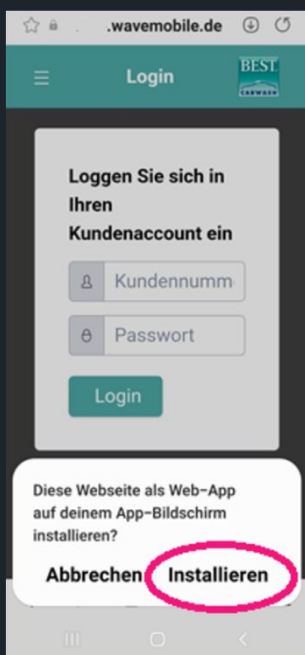 .wavemobile.de
Login
BEST
CARWASH
Loggen Sie sich in
Ihren
Kundenaccount ein
Kundennumm
Passwort
Login
Diese Webseite als Web-App
auf deinem App-Bildschirm
installieren?
Abbrechen Installieren